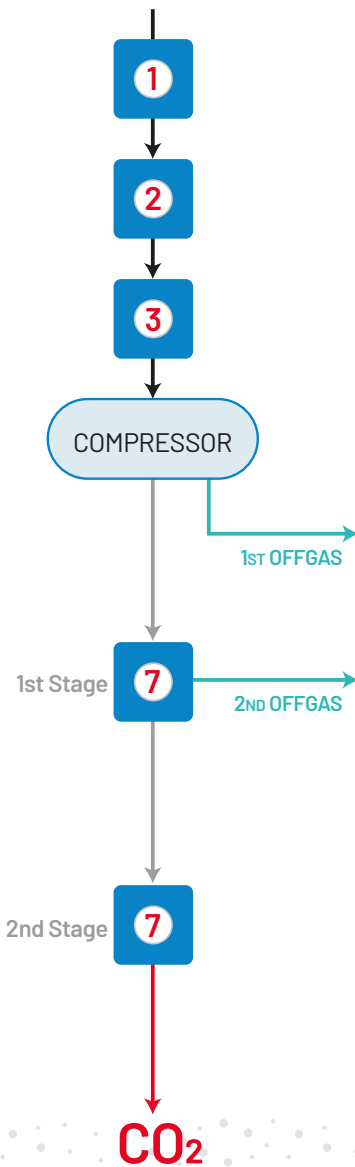 1
2
3
COMPRESSOR
1ST OFFGAS
1st Stage 7
2ND OFFGAS
2nd Stage 7
CO2